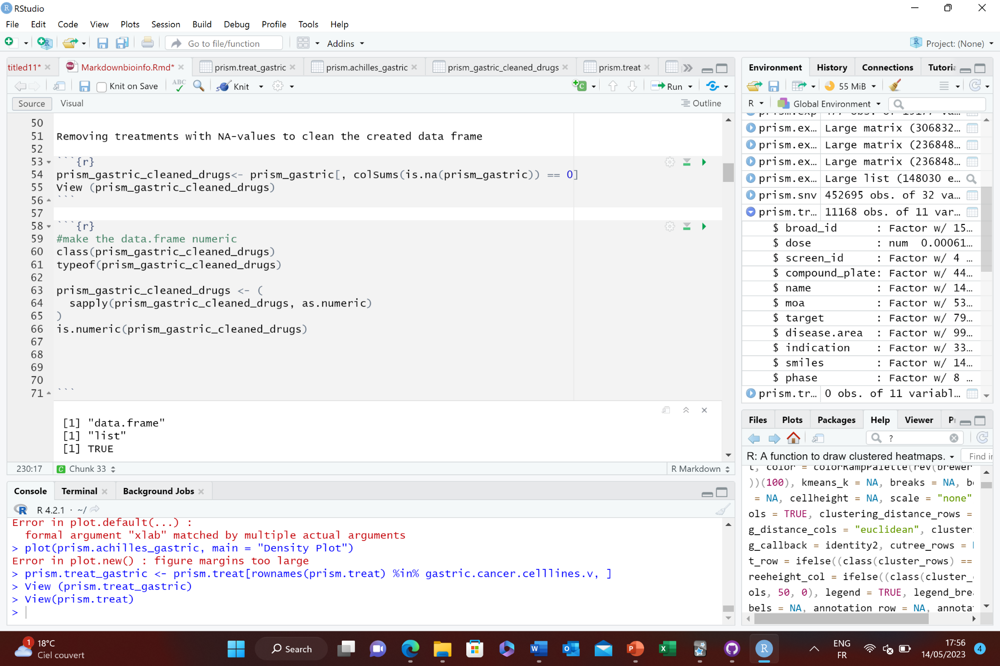 RStudio
File Edit Code View Plots Session Build Debug Profile Tools Help
Go to file/function Addins Project: (None)
titled11* Markdownbioinfo.Rmd* prism.treat_gastric prism.achilles_gastric prism_gastric_cleaned_drugs prism.treat
Knit on Save Knit Run
Source Visual Outline
50
51 Removing treatments with NA-values to clean the created data frame
52
53 ```{r}
54 prism_gastric_cleaned_drugs<- prism_gastric[, colSums(is.na(prism_gastric)) == 0]
55 View (prism_gastric_cleaned_drugs)
56 ```
57
58 ```{r}
59 #make the data.frame numeric
60 class(prism_gastric_cleaned_drugs)
61 typeof(prism_gastric_cleaned_drugs)
62
63 prism_gastric_cleaned_drugs <- (
64 sapply(prism_gastric_cleaned_drugs, as.numeric)
65 )
66 is.numeric(prism_gastric_cleaned_drugs)
67
68
69
70
71 ```
[1] "data.frame"
[1] "list"
[1] TRUE
230:17 C Chunk 33 R Markdown
Console Terminal Background Jobs
R 4.2.1 · ~/
Error in plot.default(...) :
formal argument "xlab" matched by multiple actual arguments
> plot(prism.achilles_gastric, main = "Density Plot")
Error in plot.new() : figure margins too large
> prism.treat_gastric <- prism.treat[rownames(prism.treat) %in% gastric.cancer.celllines.v, ]
> View (prism.treat_gastric)
> View(prism.treat)
>
Environment History Connections Tutoria
55 MiB
R Global Environment
prism.ex... Large matrix (306832...
prism.ex... Large matrix (236848...
prism.ex... Large matrix (236848...
prism.ex... Large list (148030 e...
prism.snv 452695 obs. of 32 va...
prism.tr... 11168 obs. of 11 var...
$ broad_id : Factor w/ 15...
$ dose : num 0.00061...
$ screen_id : Factor w/ 4 ...
$ compound_plate: Factor w/ 44...
$ name : Factor w/ 14...
$ moa : Factor w/ 53...
$ target : Factor w/ 79...
$ disease.area : Factor w/ 99...
$ indication : Factor w/ 33...
$ smiles : Factor w/ 14...
$ phase : Factor w/ 8 ...
prism.tr... 0 obs. of 11 variabl...
Files Plots Packages Help Viewer
?
R: A function to draw clustered heatmaps. Find in
t, color = colorRampPalette(rev(brewer
))(100), kmeans_k = NA, breaks = NA, b
= NA, cellheight = NA, scale = "none"
ols = TRUE, clustering_distance_rows =
g_distance_cols = "euclidean", cluster
g_callback = identity2, cutree_rows =
t_row = ifelse((class(cluster_rows) ==
reeheight_col = ifelse((class(cluster_
ols, 50, 0), legend = TRUE, legend_bre
bels = NA, annotation_row = NA, annota
1 18°C
Ciel couvert
Search
ENG
FR
17:56
14/05/2023
4